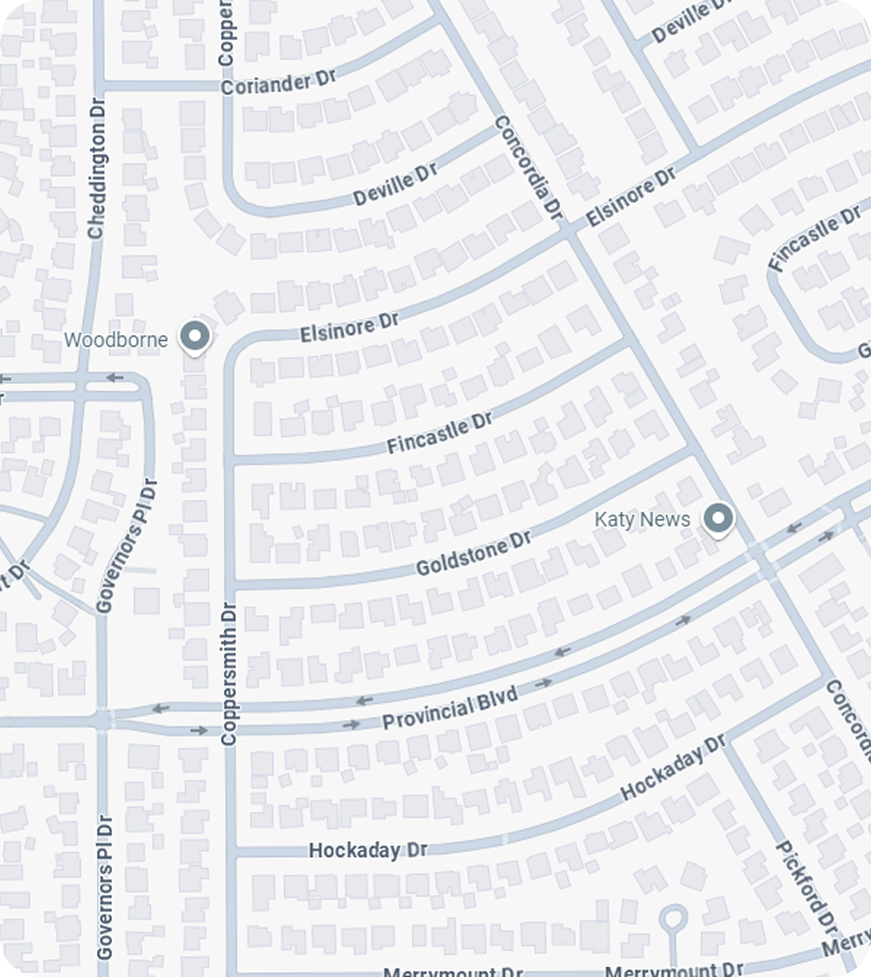 Deville Dr
Copper
Coriander Dr
Cheddington Dr
Concordia Dr
Deville Dr
Elsinore Dr
Fincastle Dr
Elsinore Dr
Woodborne
G
r
Fincastle Dr
Governors Pl Dr
Katy News
Goldstone Dr
t Dr
Coppersmith Dr
Provincial Blvd
Concordia
Hockaday Dr
Hockaday Dr
Governors Pl Dr
Pickford Dr
Merry
Merrymount Dr
Merrymount Dr